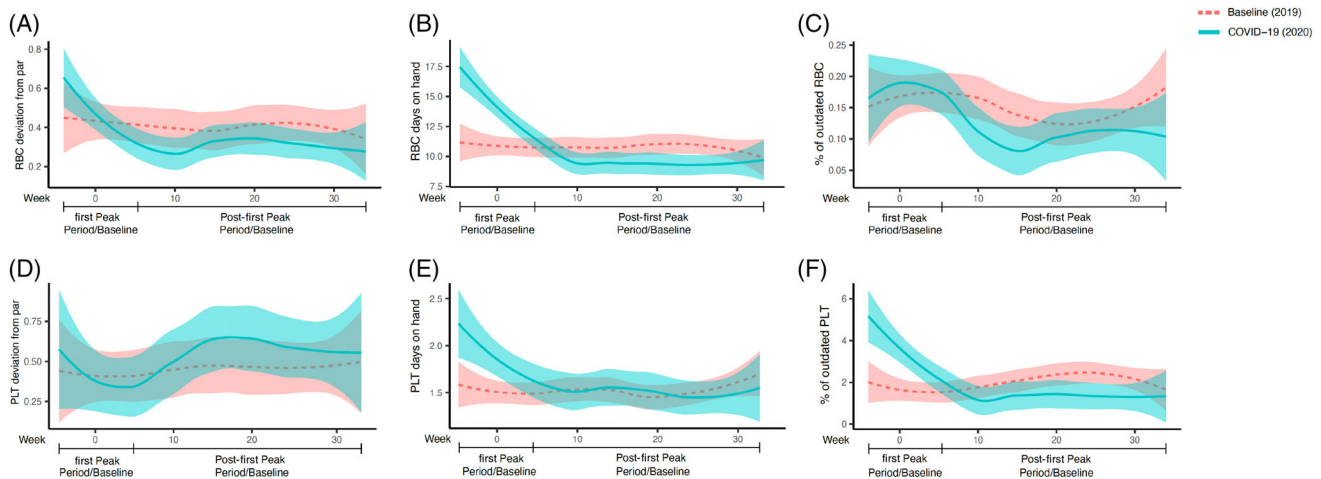 (A)
RBC deviation from par
0.8
0.6
0.4
0.2
Week
0
10
20
30
first Peak
Period/Baseline
Post-first Peak
Period/Baseline
(B)
RBC days on hand
17.5
15.0
12.5
10.0
7.5
Week
0
10
20
30
first Peak
Period/Baseline
Post-first Peak
Period/Baseline
(C)
% of outdated RBC
0.25
0.20
0.15
0.10
0.05
Week
0
10
20
30
first Peak
Period/Baseline
Post-first Peak
Period/Baseline
Baseline (2019)
COVID−19 (2020)
(D)
PLT deviation from par
0.75
0.50
0.25
Week
0
10
20
30
first Peak
Period/Baseline
Post-first Peak
Period/Baseline
(E)
PLT days on hand
2.5
2.0
1.5
Week
0
10
20
30
first Peak
Period/Baseline
Post-first Peak
Period/Baseline
(F)
% of outdated PLT
6
4
2
0
Week
0
10
20
30
first Peak
Period/Baseline
Post-first Peak
Period/Baseline